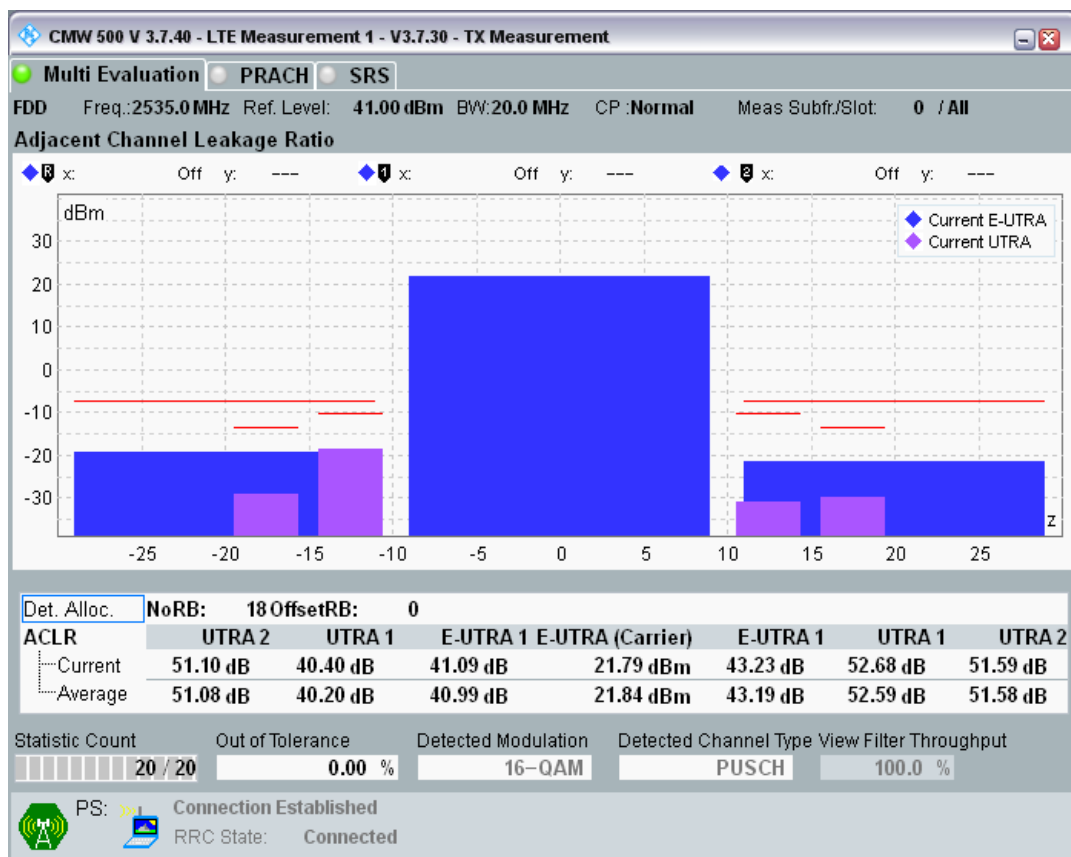 CMW 500 V 3.7.40 - LTE Measurement 1 - V3.7.30 - TX Measurement
Multi Evaluation PRACH SRS
FDD Freq.:2535.0 MHz Ref. Level: 41.00 dBm BW:20.0 MHz CP :Normal Meas Subfr./Slot: 0 / All
Adjacent Channel Leakage Ratio
R x: Off y: --- 1 x: Off y: --- 2 x: Off y: ---
dBm
Current E-UTRA
Current UTRA
30
20
10
0
-10
-20
-30
z
-25 -20 -15 -10 -5 0 5 10 15 20 25
Det. Alloc. NoRB: 18 OffsetRB: 0
ACLR UTRA 2 UTRA 1 E-UTRA 1 E-UTRA (Carrier) E-UTRA 1 UTRA 1 UTRA 2
Current 51.10 dB 40.40 dB 41.09 dB 21.79 dBm 43.23 dB 52.68 dB 51.59 dB
Average 51.08 dB 40.20 dB 40.99 dB 21.84 dBm 43.19 dB 52.59 dB 51.58 dB
Statistic Count Out of Tolerance Detected Modulation Detected Channel Type View Filter Throughput
20 / 20 0.00 % 16-QAM PUSCH 100.0 %
PS: Connection Established
RRC State: Connected